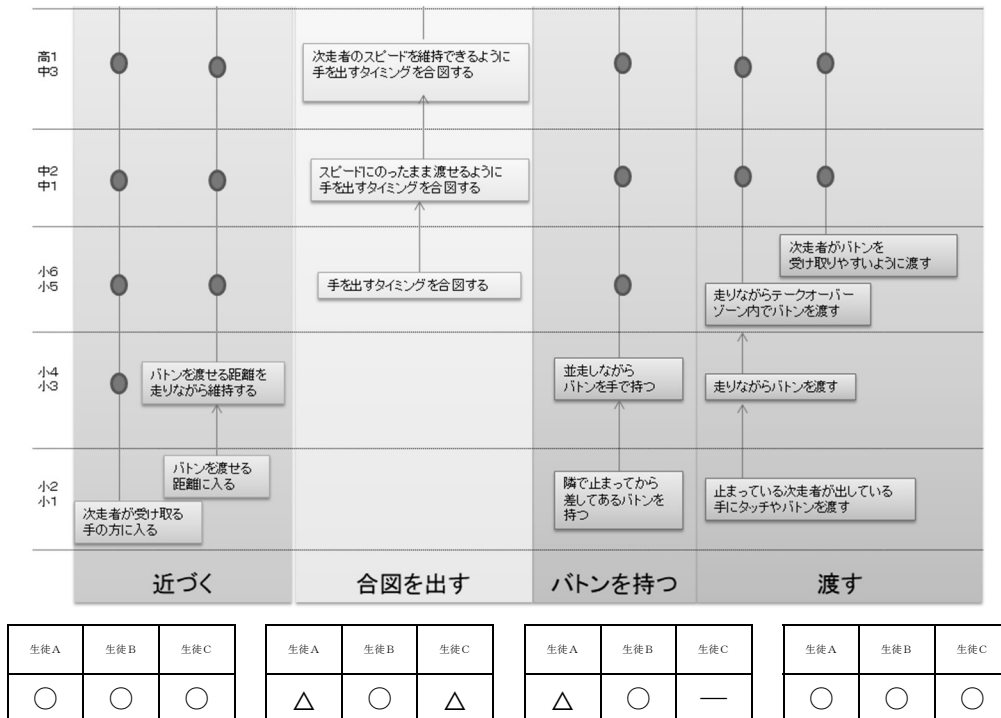 高1
中3
次走者のスピードを維持できるように
手を出すタイミングを合図する
中2
中1
スピードにのったまま渡せるように
手を出すタイミングを合図する
小6
小5
手を出すタイミングを合図する
次走者がバトンを
受け取りやすいように渡す
走りながらテークオーバー
ゾーン内でバトンを渡す
小4
小3
バトンを渡せる距離を
走りながら維持する
並走しながら
バトンを手で持つ
走りながらバトンを渡す
小2
小1
バトンを渡せる
距離に入る
次走者が受け取る
手の方に入る
隣で止まってから
差してあるバトンを
持つ
止まっている次走者が出している
手にタッチやバトンを渡す
近づく 合図を出す バトンを持つ 渡す
生徒A 生徒B 生徒C 生徒A 生徒B 生徒C 生徒A 生徒B 生徒C 生徒A 生徒B 生徒C
○ ○ ○ △ ○ △ △ ○ — ○ ○ ○